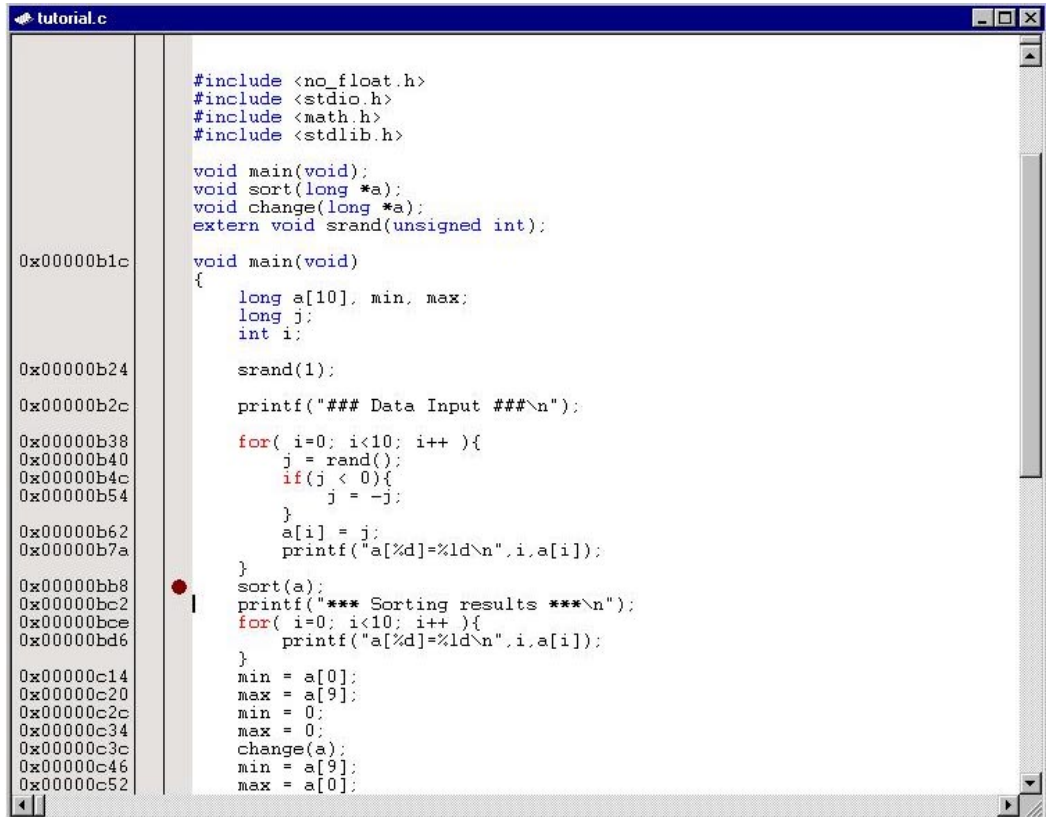 tutorial.c
#include <no_float.h>
#include <stdio.h>
#include <math.h>
#include <stdlib.h>
void main(void);
void sort(long *a);
void change(long *a);
extern void srand(unsigned int);
0x00000b1c void main(void)
{
long a[10], min, max;
long j;
int i;
0x00000b24 srand(1);
0x00000b2c printf("### Data Input ###\n");
0x00000b38 for( i=0; i<10; i++ ){
0x00000b40 j = rand();
0x00000b4c if(j < 0){
0x00000b54 j = -j;
}
0x00000b62 a[i] = j;
0x00000b7a printf("a[%d]=%ld\n",i,a[i]);
}
0x00000bb8 sort(a);
0x00000bc2 printf("*** Sorting results ***\n");
0x00000bce for( i=0; i<10; i++ ){
0x00000bd6 printf("a[%d]=%ld\n",i,a[i]);
}
0x00000c14 min = a[0];
0x00000c20 max = a[9];
0x00000c2c min = 0;
0x00000c34 max = 0;
0x00000c3c change(a);
0x00000c46 min = a[9];
0x00000c52 max = a[0];